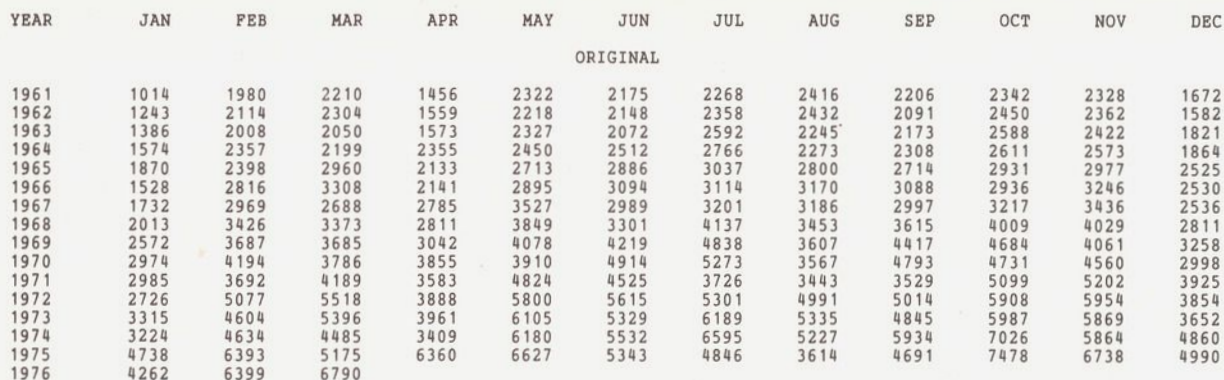 YEAR JAN FEB MAR APR MAY JUN JUL AUG SEP OCT NOV DEC
ORIGINAL
1961 1014 1980 2210 1456 2322 2175 2268 2416 2206 2342 2328 1672
1962 1243 2114 2304 1559 2218 2148 2358 2432 2091 2450 2362 1582
1963 1386 2008 2050 1573 2327 2072 2592 2245 2173 2588 2422 1821
1964 1574 2357 2199 2355 2450 2512 2766 2273 2308 2611 2573 1864
1965 1870 2398 2960 2133 2713 2886 3037 2800 2714 2931 2977 2525
1966 1528 2816 3308 2141 2895 3094 3114 3170 3088 2936 3246 2530
1967 1732 2969 2688 2785 3527 2989 3201 3186 2997 3217 3436 2536
1968 2013 3426 3373 2811 3849 3301 4137 3453 3615 4009 4029 2811
1969 2572 3687 3685 3042 4078 4219 4838 3607 4417 4684 4061 3258
1970 2974 4194 3786 3855 3910 4914 5273 3567 4793 4731 4560 2998
1971 2985 3692 4189 3583 4824 4525 3726 3443 3529 5099 5202 3925
1972 2726 5077 5518 3888 5800 5615 5301 4991 5014 5908 5954 3854
1973 3315 4604 5396 3961 6105 5329 6189 5335 4845 5987 5869 3652
1974 3224 4634 4485 3409 6180 5532 6595 5227 5934 7026 5864 4860
1975 4738 6393 5175 6360 6627 5343 4846 3614 4691 7478 6738 4990
1976 4262 6399 6790